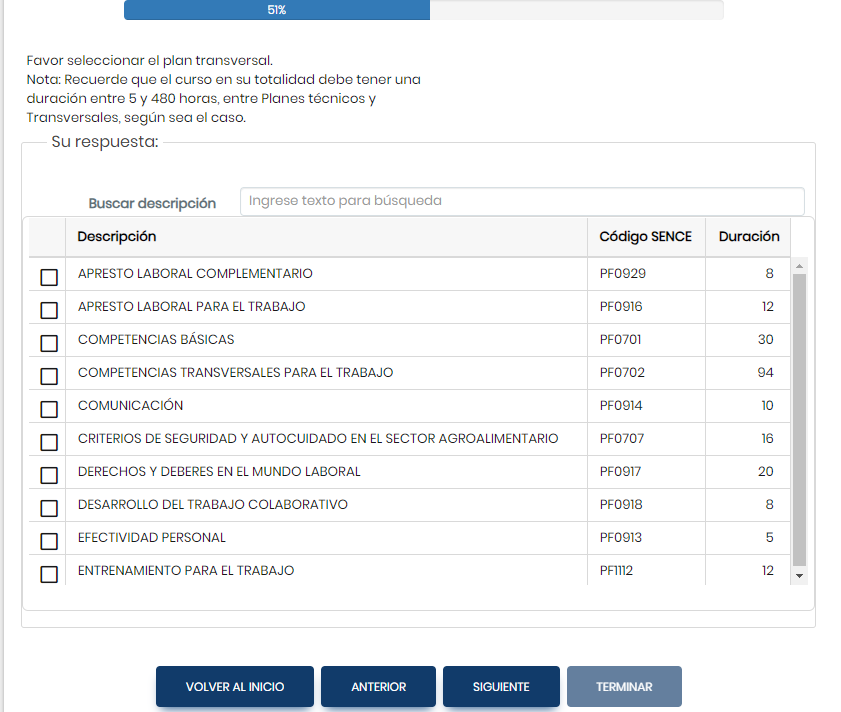 51%
Favor seleccionar el plan transversal.
Nota: Recuerde que el curso en su totalidad debe tener una
duración entre 5 y 480 horas, entre Planes técnicos y
Transversales, según sea el caso.
Su respuesta:
Buscar descripción Ingrese texto para búsqueda
Descripción Código SENCE Duración
APRESTO LABORAL COMPLEMENTARIO PF0929 8
APRESTO LABORAL PARA EL TRABAJO PF0916 12
COMPETENCIAS BÁSICAS PF0701 30
COMPETENCIAS TRANSVERSALES PARA EL TRABAJO PF0702 94
COMUNICACIÓN PF0914 10
CRITERIOS DE SEGURIDAD Y AUTOCUIDADO EN EL SECTOR AGROALIMENTARIO PF0707 16
DERECHOS Y DEBERES EN EL MUNDO LABORAL PF0917 20
DESARROLLO DEL TRABAJO COLABORATIVO PF0918 8
EFECTIVIDAD PERSONAL PF0913 5
ENTRENAMIENTO PARA EL TRABAJO PF1112 12
VOLVER AL INICIO ANTERIOR SIGUIENTE TERMINAR